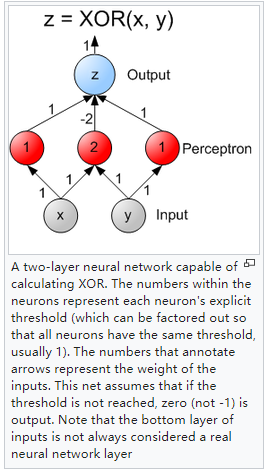 z = XOR(x, y)
1
z Output
1 -2 1
1 2 1 Perceptron
1 1 1 1
x y Input
A two-layer neural network capable of
calculating XOR. The numbers within the
neurons represent each neuron's explicit
threshold (which can be factored out so
that all neurons have the same threshold,
usually 1). The numbers that annotate
arrows represent the weight of the
inputs. This net assumes that if the
threshold is not reached, zero (not -1) is
output. Note that the bottom layer of
inputs is not always considered a real
neural network layer